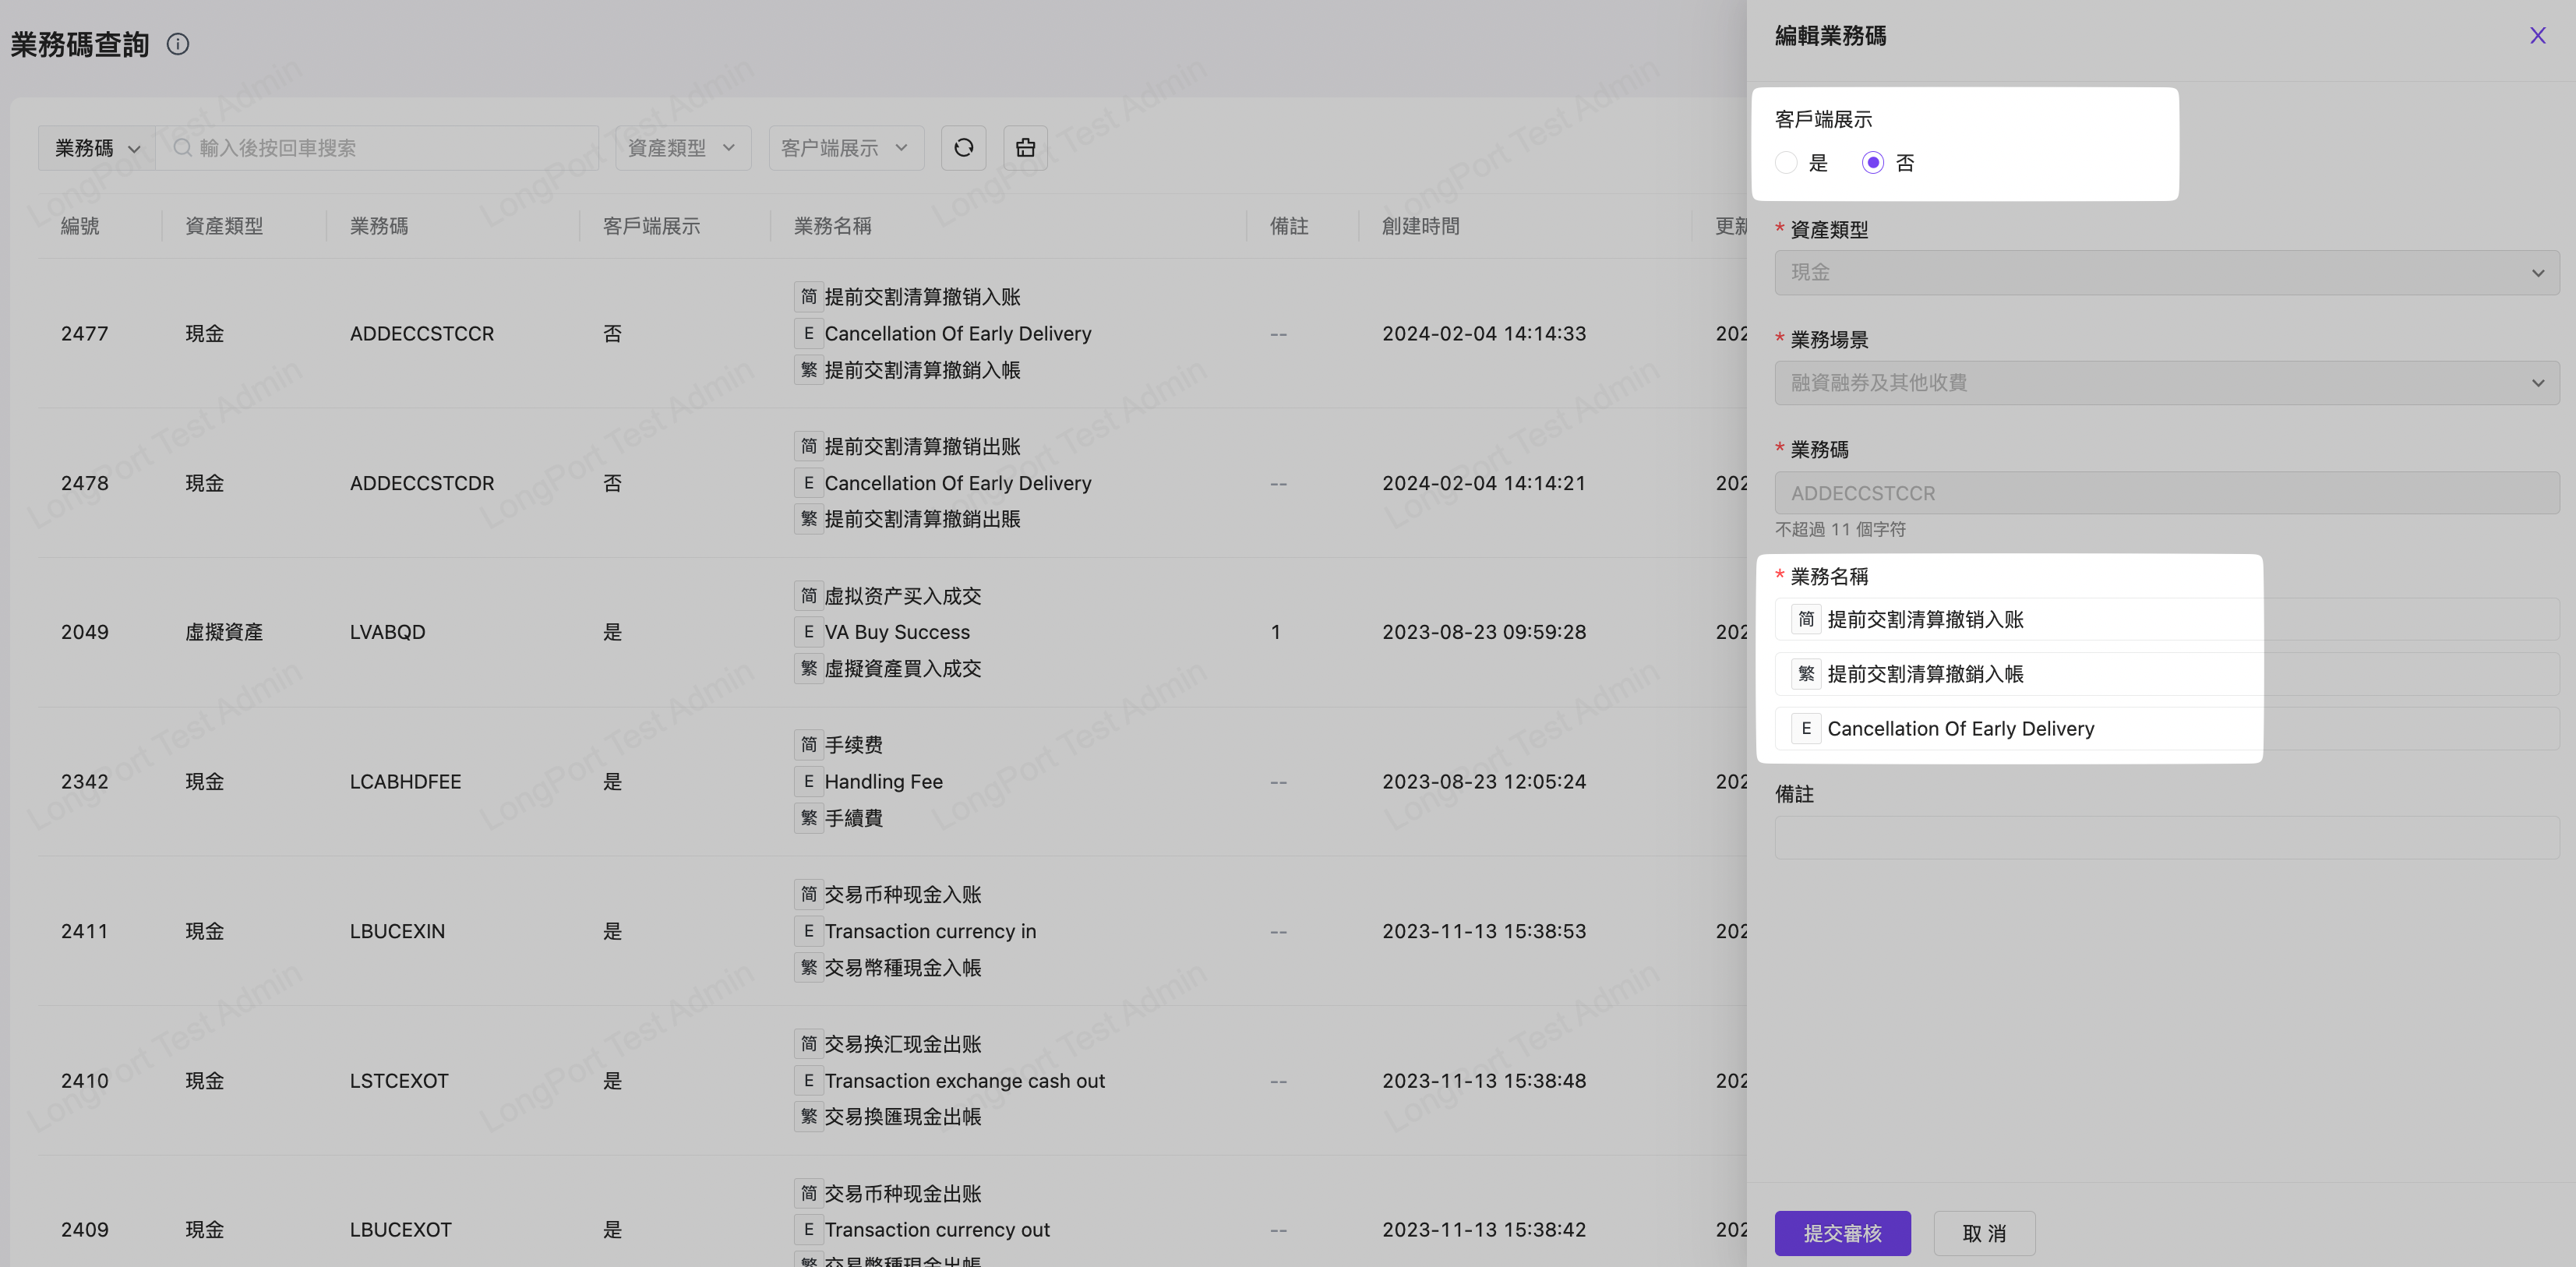 業務碼查詢
業務碼
輸入後按回車搜索
資產類型
客户端展示
編號 資產類型 業務碼 客戶端展示 業務名稱 備註 創建時間 更新
2477 現金 ADDECCSTCCR 否 简 提前交割清算撤销入账 -- 2024-02-04 14:14:33 202
E Cancellation Of Early Delivery
繁 提前交割清算撤銷入帳
2478 現金 ADDECCSTCDR 否 简 提前交割清算撤销出账 -- 2024-02-04 14:14:21 202
E Cancellation Of Early Delivery
繁 提前交割清算撤銷出賬
2049 虛擬資產 LVABQD 是 简 虚拟资产买入成交 1 2023-08-23 09:59:28 202
E VA Buy Success
繁 虛擬資產買入成交
2342 現金 LCABHDFEE 是 简 手续费 -- 2023-08-23 12:05:24 202
E Handling Fee
繁 手續費
2411 現金 LBUCEXIN 是 简 交易币种现金入账 -- 2023-11-13 15:38:53 202
E Transaction currency in
繁 交易幣種現金入帳
2410 現金 LSTCEXOT 是 简 交易换汇现金出账 -- 2023-11-13 15:38:48 202
E Transaction exchange cash out
繁 交易換匯現金出帳
2409 現金 LBUCEXOT 是 简 交易币种现金出账 -- 2023-11-13 15:38:42 202
E Transaction currency out
繁 交易幣種現金出帳
編輯業務碼
客戶端展示
是 否
* 資產類型
現金
* 業務場景
融資融券及其他收費
* 業務碼
ADDECCSTCCR
不超過 11 個字符
* 業務名稱
简 提前交割清算撤销入账
繁 提前交割清算撤銷入帳
E Cancellation Of Early Delivery
備註
提交審核 取 消
LongPort Test Admin